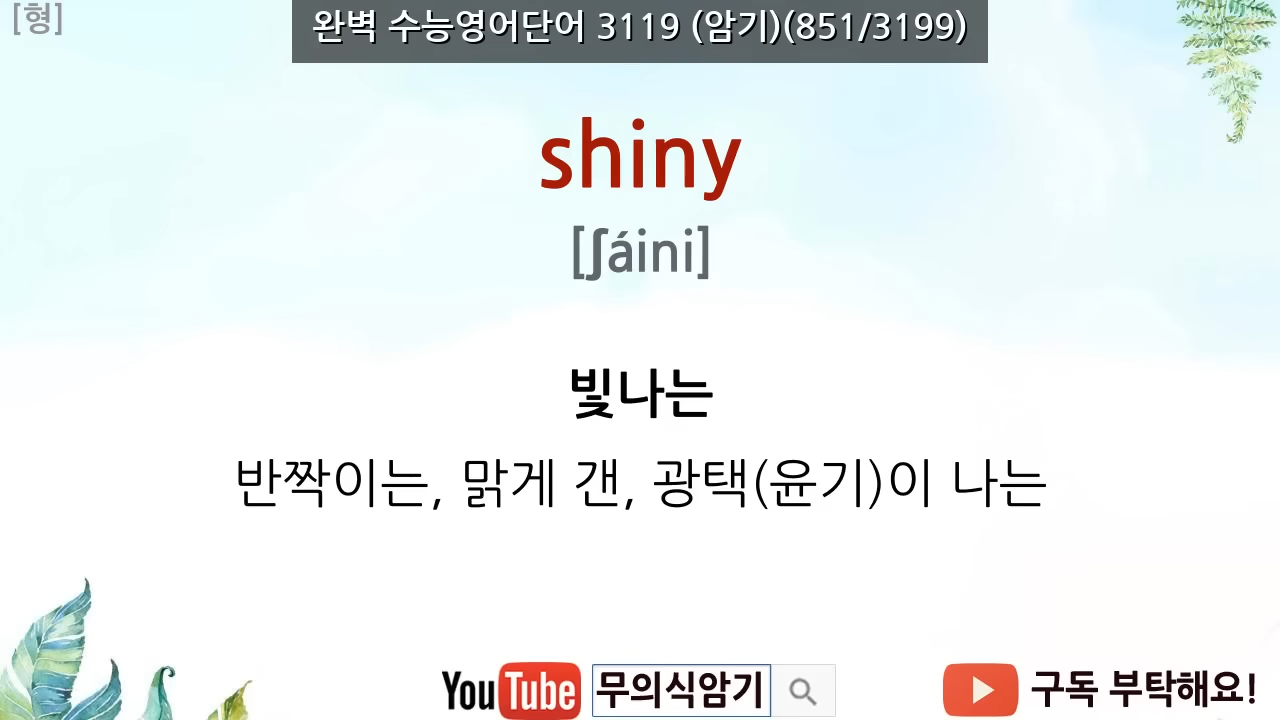 [형]
완벽 수능영어단어 3119 (암기)(851/3199)
shiny
[ʃáini]
빛나는
반짝이는, 맑게 갠, 광택(윤기)이 나는
YouTube 무의식암기 구독 부탁해요!